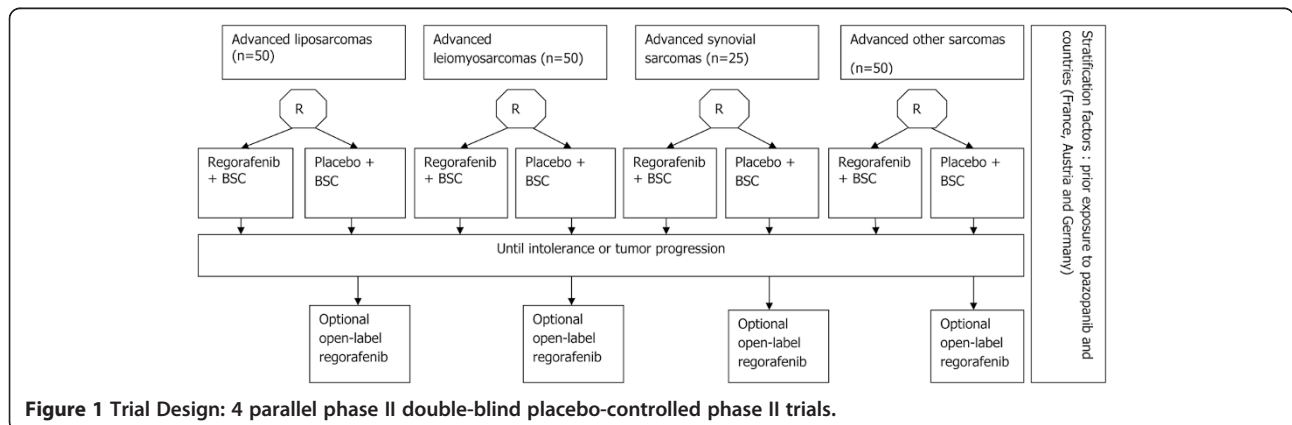 Advanced liposarcomas
(n=50)
Advanced
leiomyosarcomas (n=50)
Advanced synovial
sarcomas (n=25)
Advanced other sarcomas
(n=50)
R
R
R
R
Regorafenib
+ BSC
Placebo +
BSC
Regorafenib
+ BSC
Placebo +
BSC
Regorafenib
+ BSC
Placebo +
BSC
Regorafenib
+ BSC
Placebo +
BSC
Until intolerance or tumor progression
Optional
open-label
regorafenib
Optional
open-label
regorafenib
Optional
open-label
regorafenib
Optional
open-label
regorafenib
Stratification factors : prior exposure to pazopanib and
countries (France, Austria and Germany)
Figure 1 Trial Design: 4 parallel phase II double-blind placebo-controlled phase II trials.